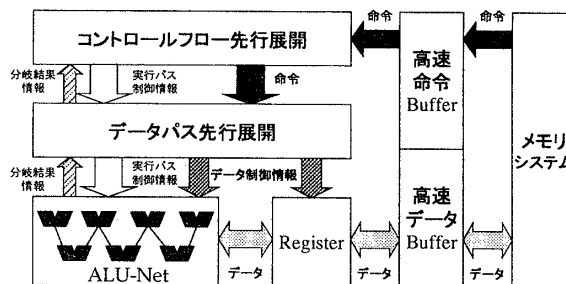 コントロールフロー先行展開
命令
命令
分岐結果
情報
実行パス
制御情報
命令
高速
命令
Buffer
データパス先行展開
メモリ
システム
分岐結果
情報
実行パス
制御情報
データ制御情報
高速
データ
Buffer
Register
ALU-Net
データ
データ
データ